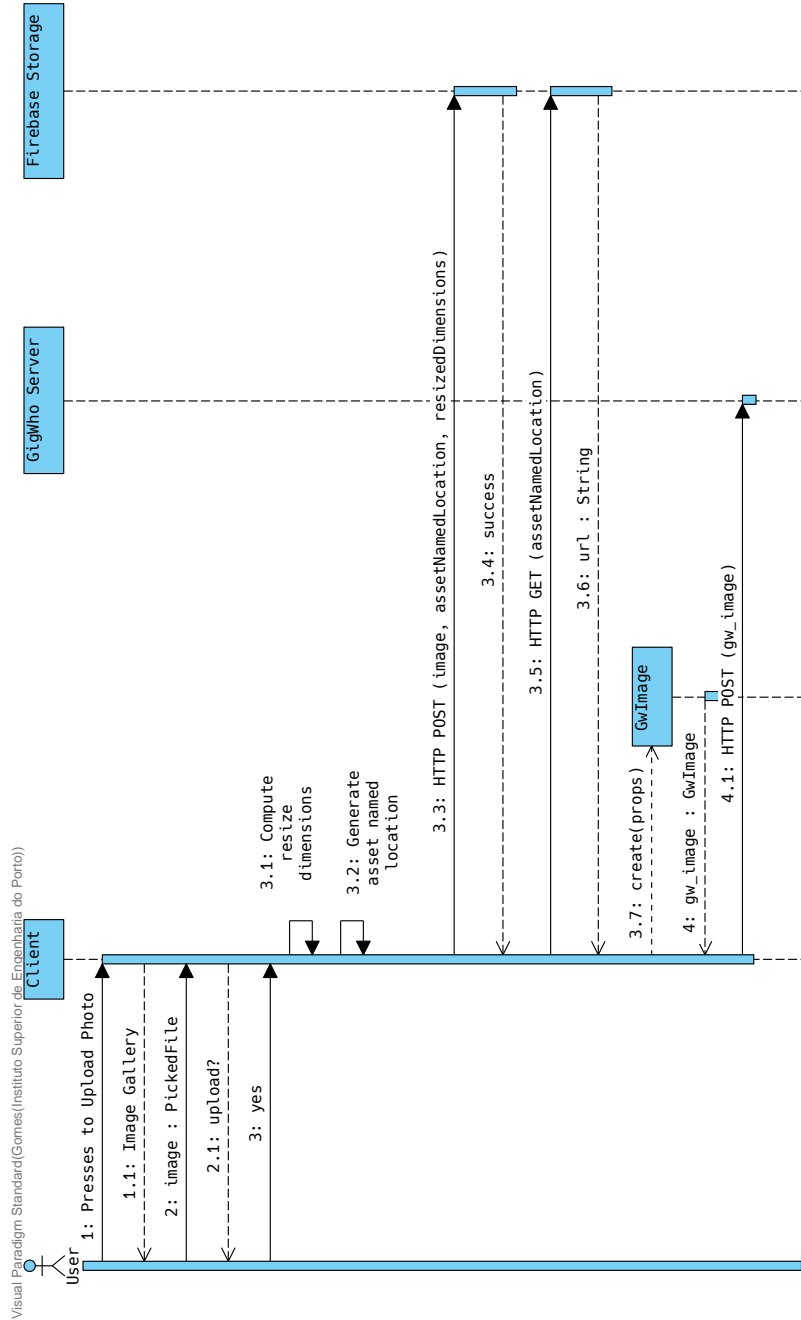 Visual Paradigm Standard(Gomes(Instituto Superior de Engenharia do Porto))
User
Client
GigWho Server
Firebase Storage
1: Presses to Upload Photo
1.1: Image Gallery
2: image : PickedFile
2.1: upload?
3: yes
3.1: Compute
resize
dimensions
3.2: Generate
asset named
location
3.3: HTTP POST (image, assetNamedLocation, resizedDimensions)
3.4: success
3.5: HTTP GET (assetNamedLocation)
3.6: url : String
3.7: create(props)
GwImage
4: gw_image : GwImage
4.1: HTTP POST (gw_image)